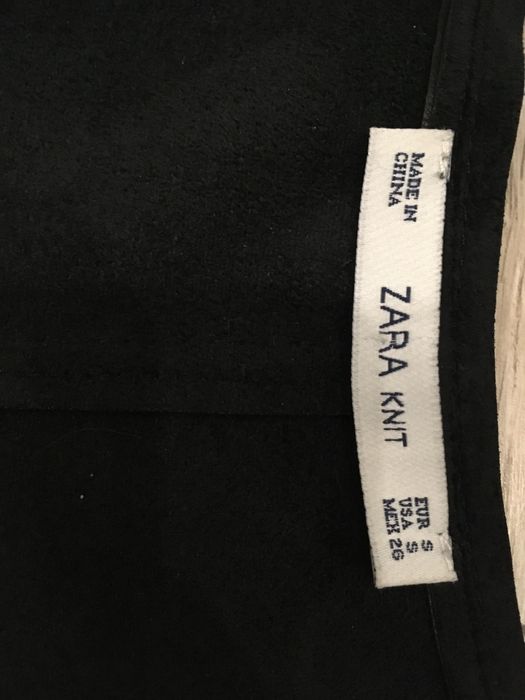 MADE IN
CHINA
ZARA KNIT
EUR S
USA S
MEX 26